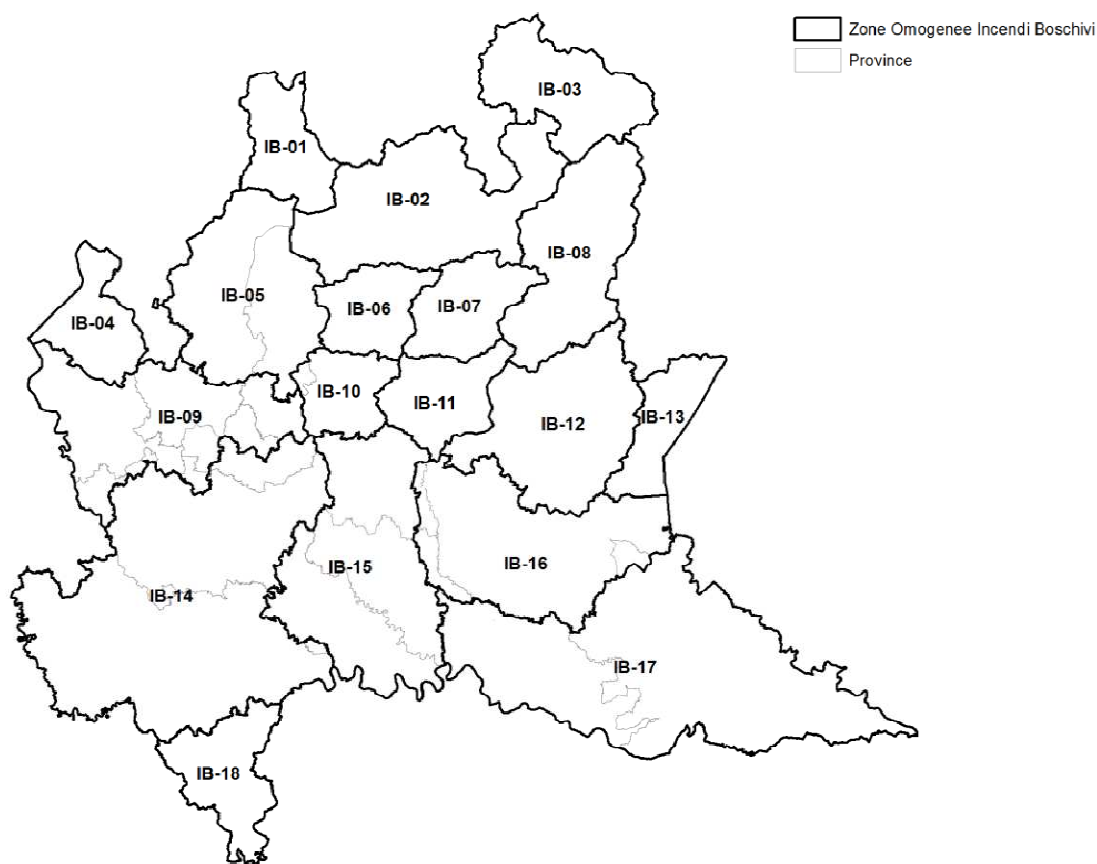 Zone Omogenee Incendi Boschivi
Province
IB-03
IB-01
IB-02
IB-08
IB-05
IB-06
IB-07
IB-04
IB-10
IB-11
IB-09
IB-12
IB-13
IB-16
IB-15
IB-14
IB-17
IB-18